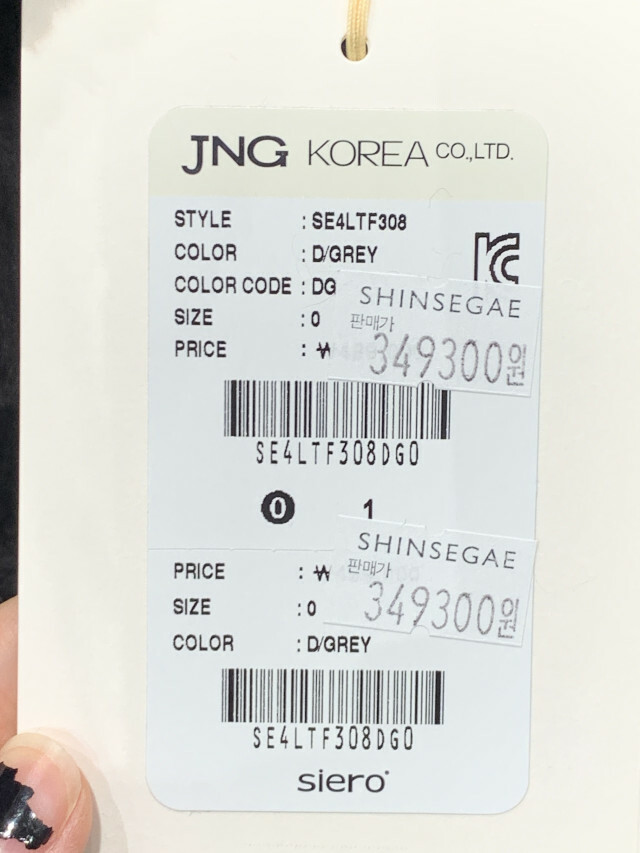 JNG KOREA CO.,LTD.
STYLE : SE4LTF308
COLOR : D/GREY
COLOR CODE : DG
SIZE : 0
PRICE : ₩
SHINSEGAE
판매가
349300원
SE4LTF308DG0
0 1
PRICE : ₩
SIZE : 0
COLOR : D/GREY
SHINSEGAE
판매가
349300원
SE4LTF308DG0
siero